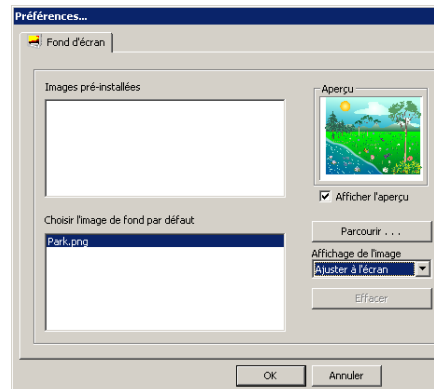 Préférences...
Fond d'écran
Images pré-installées
Aperçu
Afficher l'aperçu
Choisir l'image de fond par défaut
Park.png
Parcourir . . .
Affichage de l'image
Ajuster à l'écran
Effacer
OK
Annuler